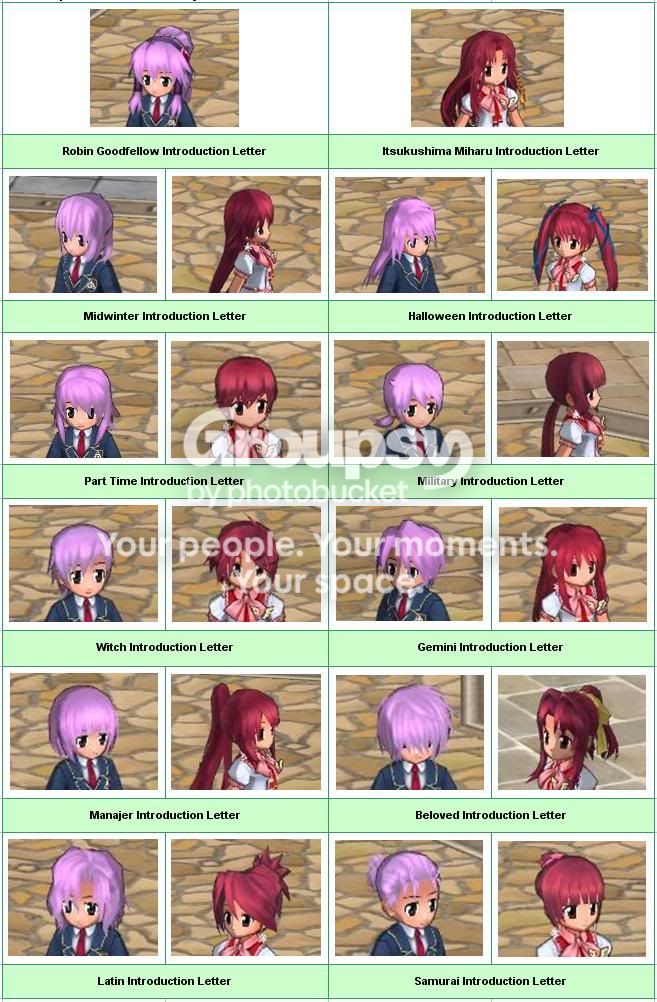 Robin Goodfellow Introduction Letter
Itsukushima Miharu Introduction Letter
Midwinter Introduction Letter
Halloween Introduction Letter
Groupsy
by photobucket
Part Time Introduction Letter
Military Introduction Letter
Your people. Your moments.
Your space.
Witch Introduction Letter
Gemini Introduction Letter
Manajer Introduction Letter
Beloved Introduction Letter
Latin Introduction Letter
Samurai Introduction Letter